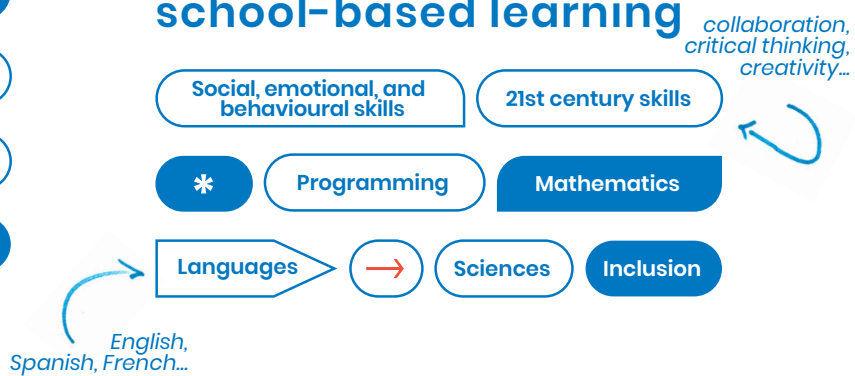 school-based learning
collaboration,
critical thinking,
creativity...
Social, emotional, and
behavioural skills
21st century skills
*
Programming
Mathematics
Languages
→
Sciences
Inclusion
English,
Spanish, French...